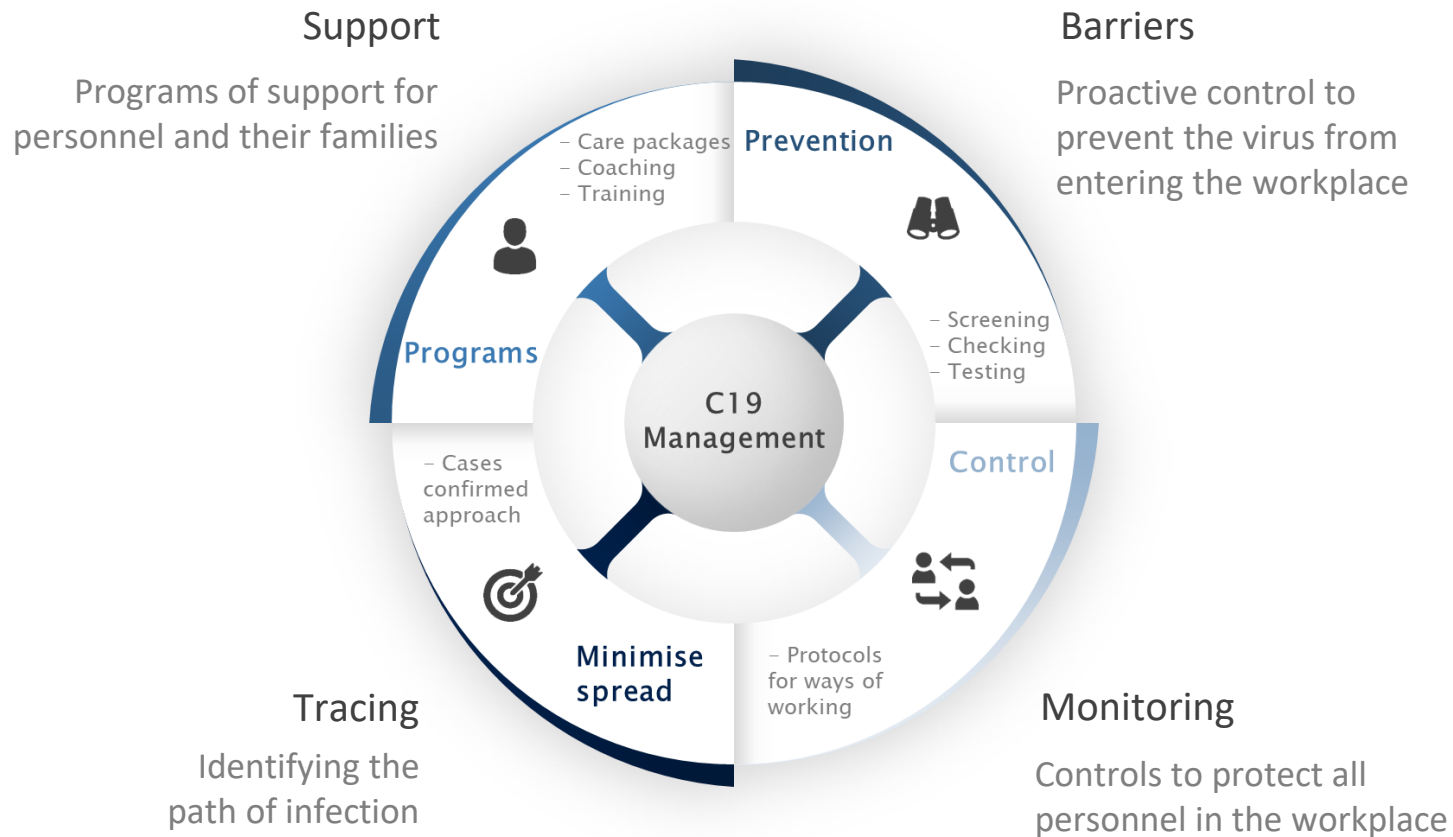 Support
Programs of support for
personnel and their families
Barriers
Proactive control to
prevent the virus from
entering the workplace
– Care packages
– Coaching
– Training
Programs
Prevention
– Screening
– Checking
– Testing
C19
Management
– Cases
confirmed
approach
Minimise
spread
Control
– Protocols
for ways of
working
Tracing
Identifying the
path of infection
Monitoring
Controls to protect all
personnel in the workplace